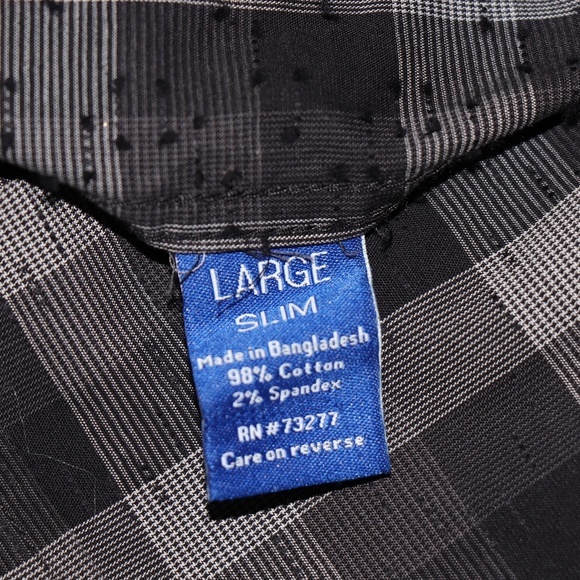 LARGE
SLIM
Made in Bangladesh
98% Cotton
2% Spandex
RN#73277
Care on reverse